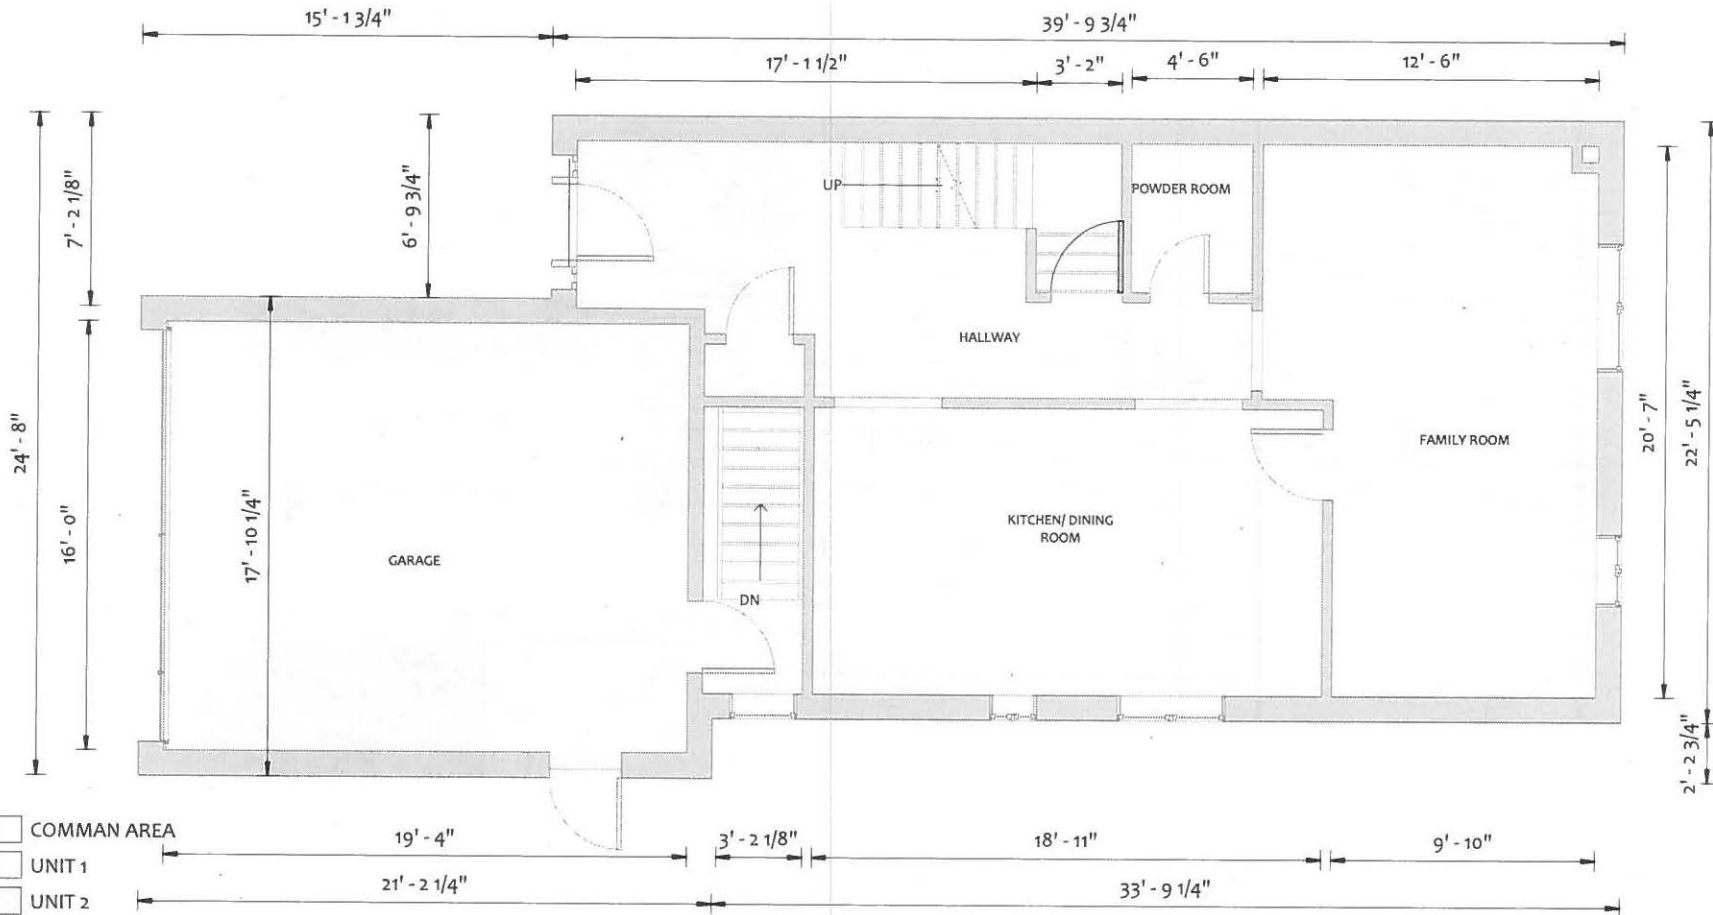 15' - 1 3/4"
39' - 9 3/4"
17' - 1 1/2"
3' - 2"
4' - 6"
12' - 6"
7' - 2 1/8"
6' - 9 3/4"
UP
POWDER ROOM
HALLWAY
24' - 8"
16' - 0"
17' - 10 1/4"
GARAGE
DN
KITCHEN/ DINING
ROOM
FAMILY ROOM
20' - 7"
22' - 5 1/4"
2' - 2 3/4"
COMMAN AREA
UNIT 1
UNIT 2
19' - 4"
3' - 2 1/8"
18' - 11"
9' - 10"
21' - 2 1/4"
33' - 9 1/4"